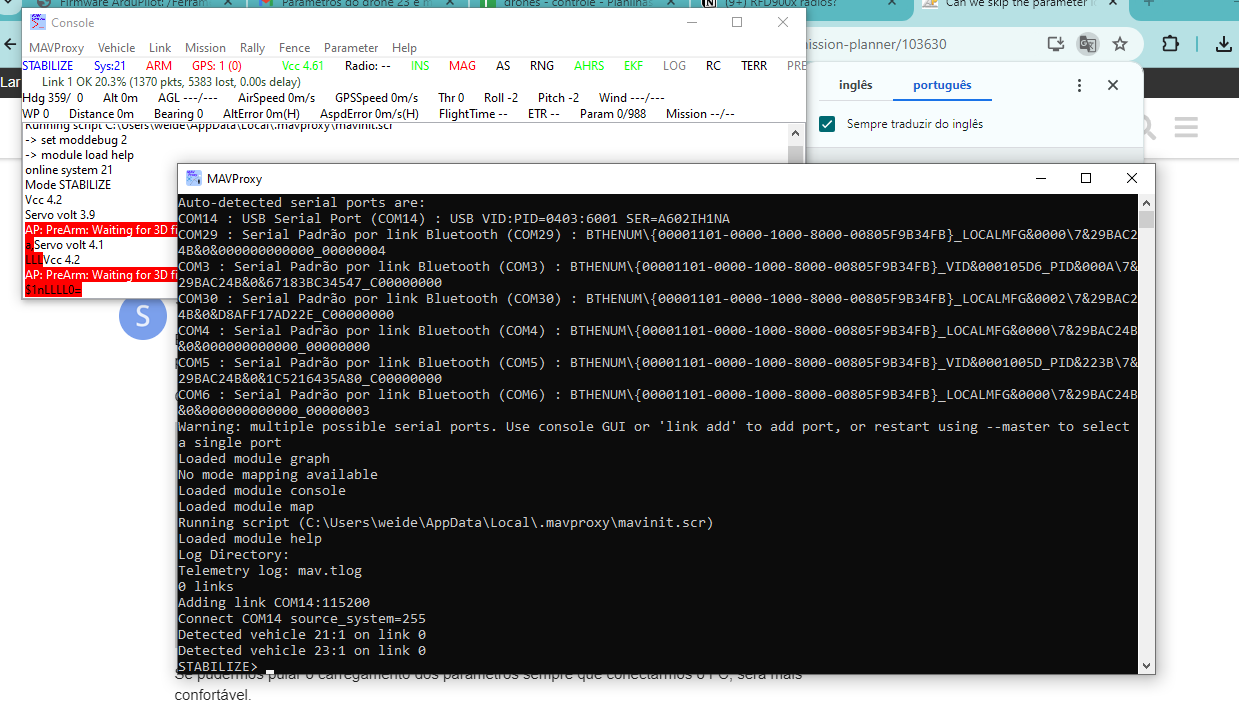 Firmware ArduPilot: /Ferram
Parâmetros do drone 23 e m
drones - controle - Planilhas
(9+) RFD900x radios?
Can we skip the parameter l
ission-planner/103630
Console
MAVProxy Vehicle Link Mission Rally Fence Parameter Help
STABILIZE Sys:21 ARM GPS: 1 (0) Vcc 4.61 Radio: -- INS MAG AS RNG AHRS EKF LOG RC TERR PRE
Link 1 OK 20.3% (1370 pkts, 5383 lost, 0.00s delay)
Hdg 359/ 0 Alt 0m AGL ---/--- AirSpeed 0m/s GPSSpeed 0m/s Thr 0 Roll -2 Pitch -2 Wind ---/---
WP 0 Distance 0m Bearing 0 AltError 0m(H) AspdError 0m/s(H) FlightTime -- ETR -- Param 0/988 Mission --/--
Running script C:\Users\weide\AppData\Local\.mavproxy\mavinit.scr
-> set moddebug 2
-> module load help
online system 21
Mode STABILIZE
Vcc 4.2
Servo volt 3.9
AP: PreArm: Waiting for 3D fi
a,Servo volt 4.1
LLLVcc 4.2
AP: PreArm: Waiting for 3D fi
$1nLLLL0=
Lar
inglês português
Sempre traduzir do inglês
S
MAVProxy
Auto-detected serial ports are:
COM14 : USB Serial Port (COM14) : USB VID:PID=0403:6001 SER=A602IH1NA
COM29 : Serial Padrão por link Bluetooth (COM29) : BTHENUM\{00001101-0000-1000-8000-00805F9B34FB}_LOCALMFG&0000\7&29BAC2
4B&0&000000000000_00000004
COM3 : Serial Padrão por link Bluetooth (COM3) : BTHENUM\{00001101-0000-1000-8000-00805F9B34FB}_VID&000105D6_PID&000A\7&
29BAC24B&0&67183BC34547_C00000000
COM30 : Serial Padrão por link Bluetooth (COM30) : BTHENUM\{00001101-0000-1000-8000-00805F9B34FB}_LOCALMFG&0002\7&29BAC2
4B&0&D8AFF17AD22E_C00000000
COM4 : Serial Padrão por link Bluetooth (COM4) : BTHENUM\{00001101-0000-1000-8000-00805F9B34FB}_LOCALMFG&0000\7&29BAC24B
&0&000000000000_00000000
COM5 : Serial Padrão por link Bluetooth (COM5) : BTHENUM\{00001101-0000-1000-8000-00805F9B34FB}_VID&0001005D_PID&223B\7&
29BAC24B&0&1C5216435A80_C00000000
COM6 : Serial Padrão por link Bluetooth (COM6) : BTHENUM\{00001101-0000-1000-8000-00805F9B34FB}_LOCALMFG&0000\7&29BAC24B
&0&000000000000_00000003
Warning: multiple possible serial ports. Use console GUI or 'link add' to add port, or restart using --master to select
a single port
Loaded module graph
No mode mapping available
Loaded module console
Loaded module map
Running script (C:\Users\weide\AppData\Local\.mavproxy\mavinit.scr)
Loaded module help
Log Directory:
Telemetry log: mav.tlog
0 links
Adding link COM14:115200
Connect COM14 source_system=255
Detected vehicle 21:1 on link 0
Detected vehicle 23:1 on link 0
STABILIZE>
Se pudermos pular o carregamento dos parâmetros sempre que conectarmos o PC, será mais
confortável.